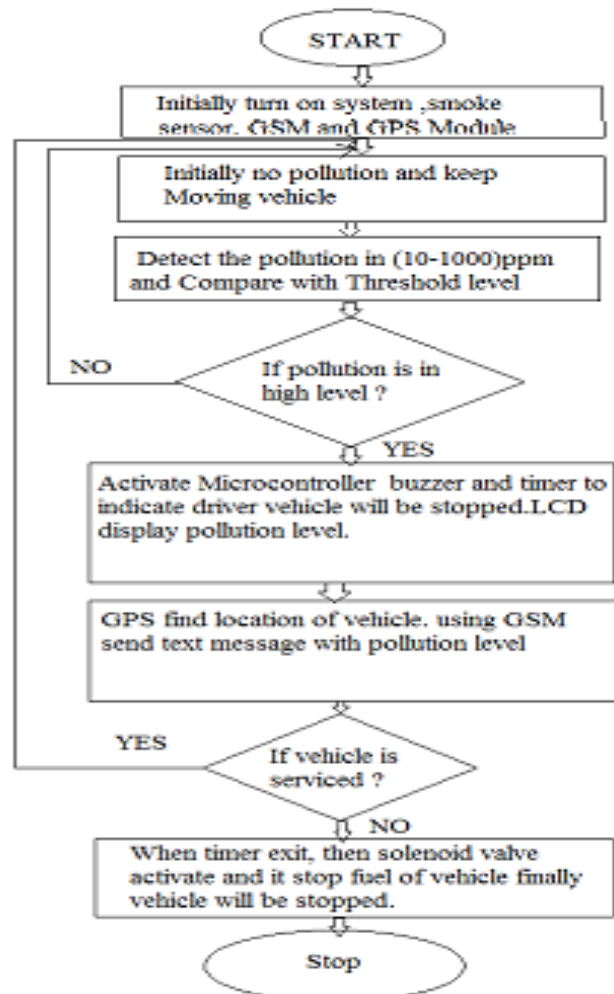 START
Initially turn on system ,smoke
sensor. GSM and GPS Module
Initially no pollution and keep
Moving vehicle
Detect the pollution in (10-1000)ppm
and Compare with Threshold level
NO
If pollution is in
high level ?
YES
Activate Microcontroller buzzer and timer to
indicate driver vehicle will be stopped.LCD
display pollution level.
GPS find location of vehicle. using GSM
send text message with pollution level
YES
If vehicle is
serviced ?
NO
When timer exit, then solenoid valve
activate and it stop fuel of vehicle finally
vehicle will be stopped.
Stop